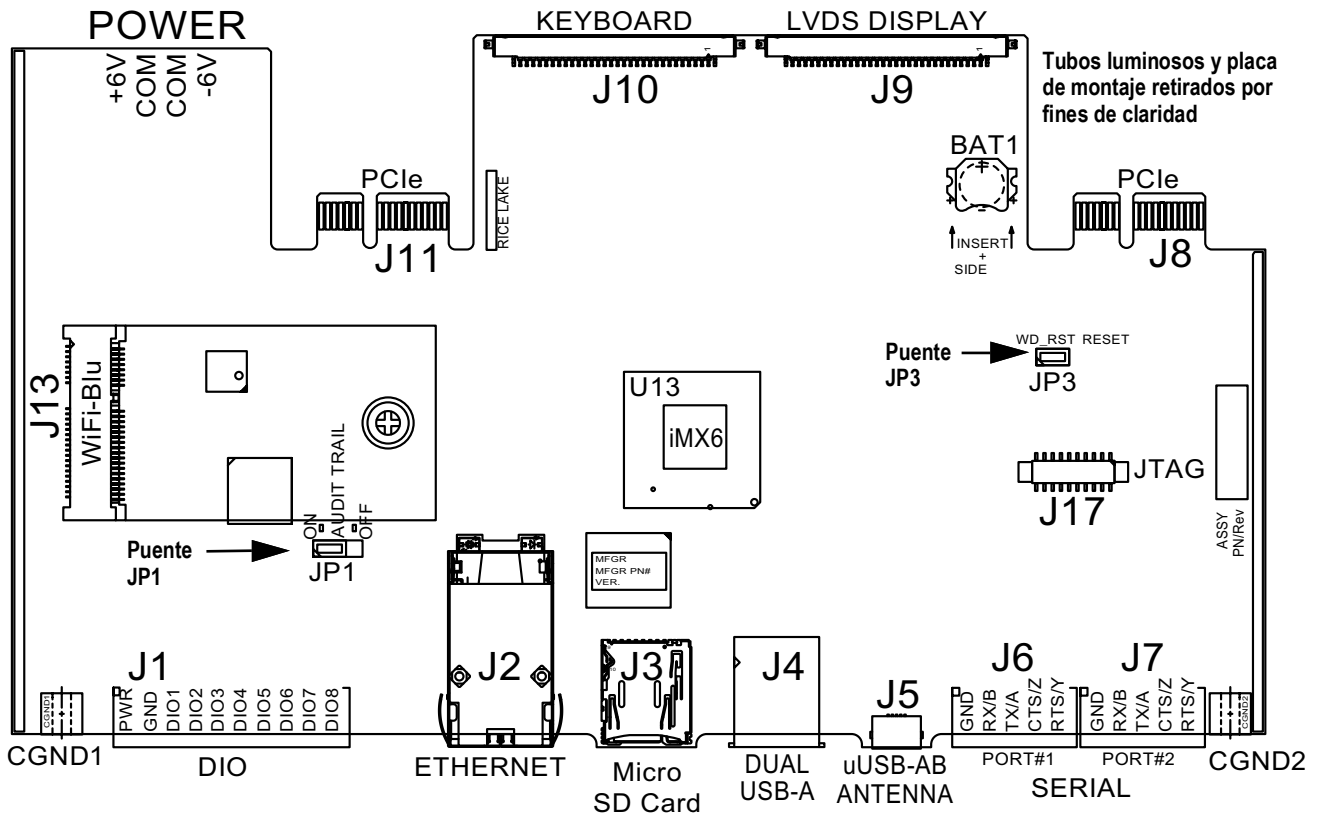 POWER
+6V
COM
COM
-6V
KEYBOARD
J10
LVDS DISPLAY
J9
1
1
Tubos luminosos y placa
de montaje retirados por
fines de claridad
BAT1
+
-
+
+
INSERT
+
SIDE
PCIe
J11
RICE LAKE
PCIe
J8
J13
WiFi-Blu
U13
iMX6
Puente
JP3
WD_RST RESET
JP3
JTAG
J17
ASSY
PN/Rev
ON
AUDIT TRAIL
OFF
Puente
JP1
JP1
MFGR
MFGR PN#
VER.
J1
PWR
GND
DIO1
DIO2
DIO3
DIO4
DIO5
DIO6
DIO7
DIO8
DIO
CGND1
CGND1
J2
ETHERNET
J3
Micro
SD Card
J4
DUAL
USB-A
J5
uUSB-AB
ANTENNA
J6
GND
RX/B
TX/A
CTS/Z
RTS/Y
PORT#1
J7
GND
RX/B
TX/A
CTS/Z
RTS/Y
PORT#2
SERIAL
CGND2
CGND2